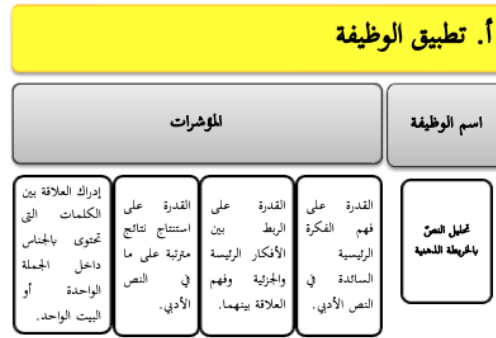 أ. تطبيق الوظيفة
اسم الوظيفة
المؤشرات
تحليل النصّ
بالخريطة الذهنية
القدرة على
فهم الفكرة
الرئيسية
السائدة في
النص الأدبي.
القدرة على
الربط بين
الأفكار الرئيسة
والجزئية وفهم
العلاقة بينهما.
القدرة على
استنتاج نتائج
مترتبة على ما
في النص
الأدبي.
إدراك العلاقة بين
الكلمات التي
تحتوى بالجناس
داخل الجملة
الواحدة أو
البيت الواحد.